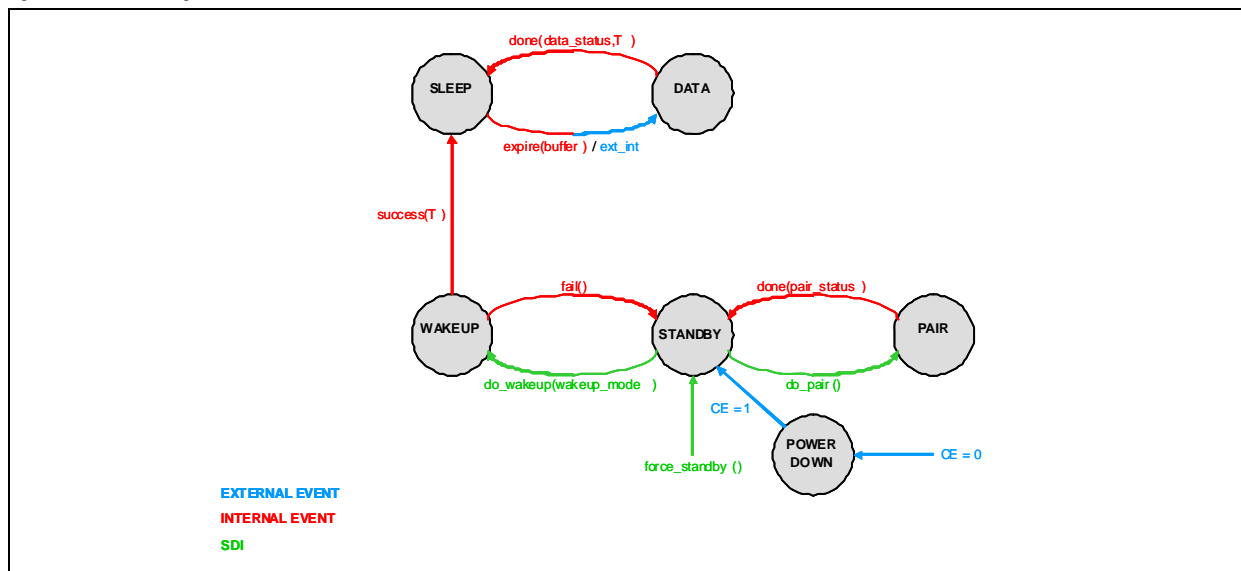 done(data_status,T )
SLEEP
DATA
expire(buffer ) / ext_int
success(T )
fail()
done(pair_status )
WAKEUP
STANDBY
PAIR
do_wakeup(wakeup_mode )
do_pair ()
CE = 1
POWER
DOWN
CE = 0
force_standby ()
EXTERNAL EVENT
INTERNAL EVENT
SDI